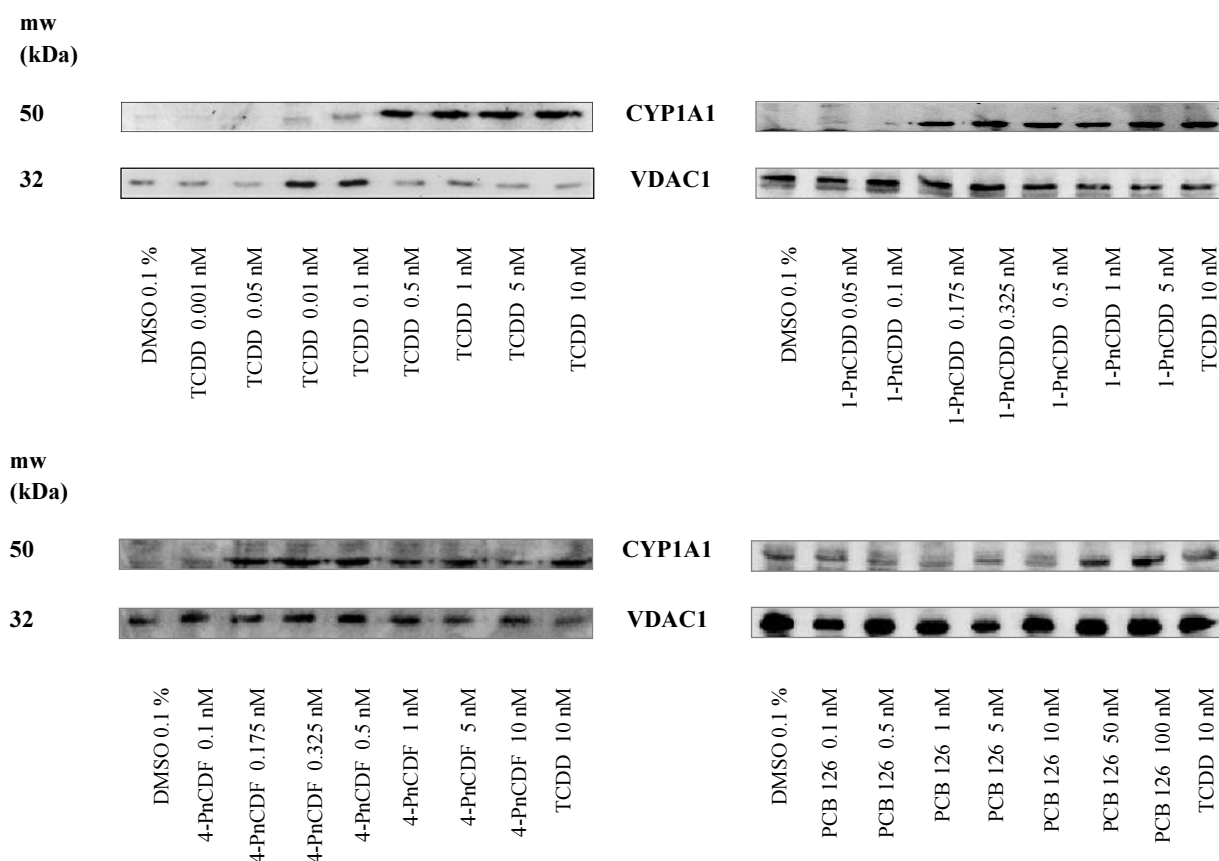 mw
(kDa)
50
CYP1A1
32
VDAC1
DMSO 0.1 %
TCDD 0.001 nM
TCDD 0.05 nM
TCDD 0.01 nM
TCDD 0.1 nM
TCDD 0.5 nM
TCDD 1 nM
TCDD 5 nM
TCDD 10 nM
DMSO 0.1 %
1-PnCDD 0.05 nM
1-PnCDD 0.1 nM
1-PnCDD 0.175 nM
1-PnCDD 0.325 nM
1-PnCDD 0.5 nM
1-PnCDD 1 nM
1-PnCDD 5 nM
TCDD 10 nM
mw
(kDa)
50
CYP1A1
32
VDAC1
DMSO 0.1 %
4-PnCDF 0.1 nM
4-PnCDF 0.175 nM
4-PnCDF 0.325 nM
4-PnCDF 0.5 nM
4-PnCDF 1 nM
4-PnCDF 5 nM
4-PnCDF 10 nM
TCDD 10 nM
DMSO 0.1 %
PCB 126 0.1 nM
PCB 126 0.5 nM
PCB 126 1 nM
PCB 126 5 nM
PCB 126 10 nM
PCB 126 50 nM
PCB 126 100 nM
TCDD 10 nM